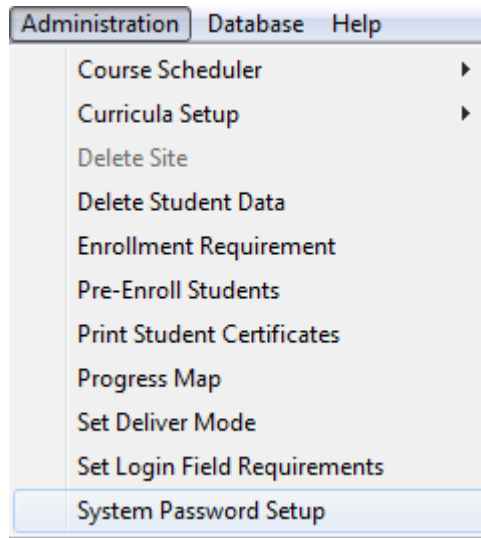 Administration Database Help
Course Scheduler
Curricula Setup
Delete Site
Delete Student Data
Enrollment Requirement
Pre-Enroll Students
Print Student Certificates
Progress Map
Set Deliver Mode
Set Login Field Requirements
System Password Setup